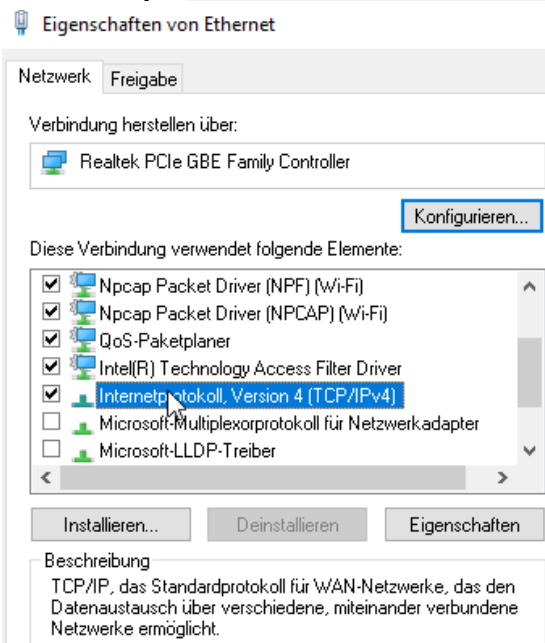 Eigenschaften von Ethernet
Netzwerk
Freigabe
Verbindung herstellen über:
Realtek PCIe GBE Family Controller
Konfigurieren...
Diese Verbindung verwendet folgende Elemente:
Npcap Packet Driver (NPF) (Wi-Fi)
Npcap Packet Driver (NPCAP) (Wi-Fi)
QoS-Paketplaner
Intel(R) Technology Access Filter Driver
Internetprotokoll, Version 4 (TCP/IPv4)
Microsoft-Multiplexorprotokoll für Netzwerkadapter
Microsoft-LLDP-Treiber
Installieren...
Deinstallieren
Eigenschaften
Beschreibung
TCP/IP, das Standardprotokoll für WAN-Netzwerke, das den
Datenaustausch über verschiedene, miteinander verbundene
Netzwerke ermöglicht.